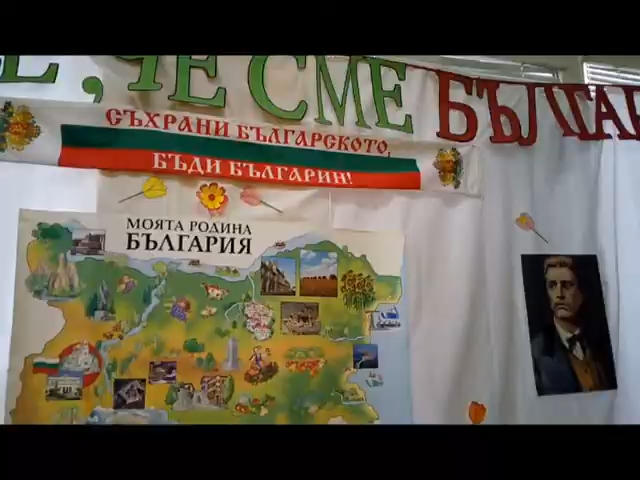 Е, ЧЕ СМЕ БЪЛГА
СЪХРАНИ БЪЛГАРСКОТО,
БЪДИ БЪЛГАРИН!
МОЯТА РОДИНА
БЪЛГАРИЯ